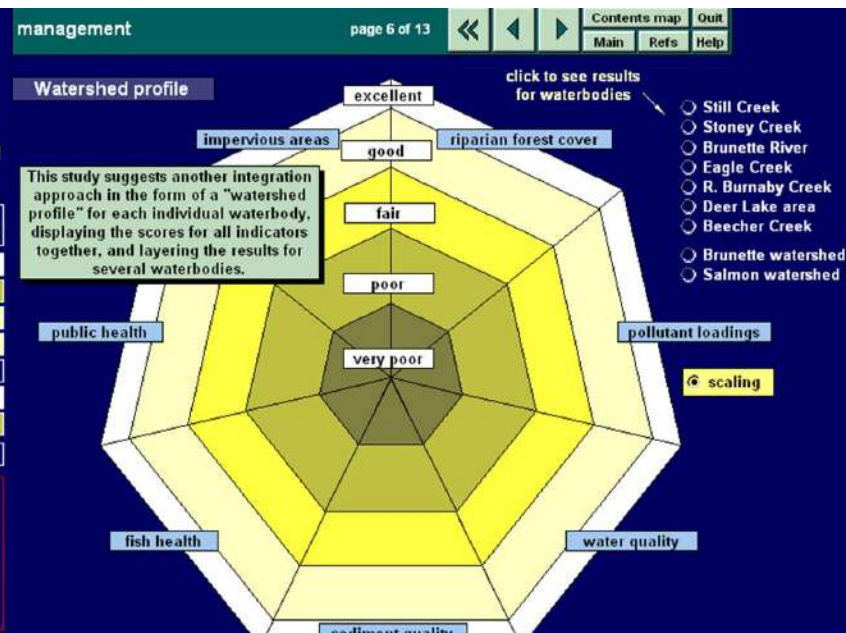 management
page 6 of 13
Contents map
Quit
Main
Refs
Help
Watershed profile
click to see results
for waterbodies
excellent
impervious areas
riparian forest cover
good
This study suggests another integration
approach in the form of a "watershed
profile" for each individual waterbody,
displaying the scores for all indicators
together, and layering the results for
several waterbodies.
fair
poor
very poor
Still Creek
Stoney Creek
Brunette River
Eagle Creek
R. Burnaby Creek
Deer Lake area
Beecher Creek
Brunette watershed
Salmon watershed
public health
pollutant loadings
scaling
fish health
water quality
sediment quality